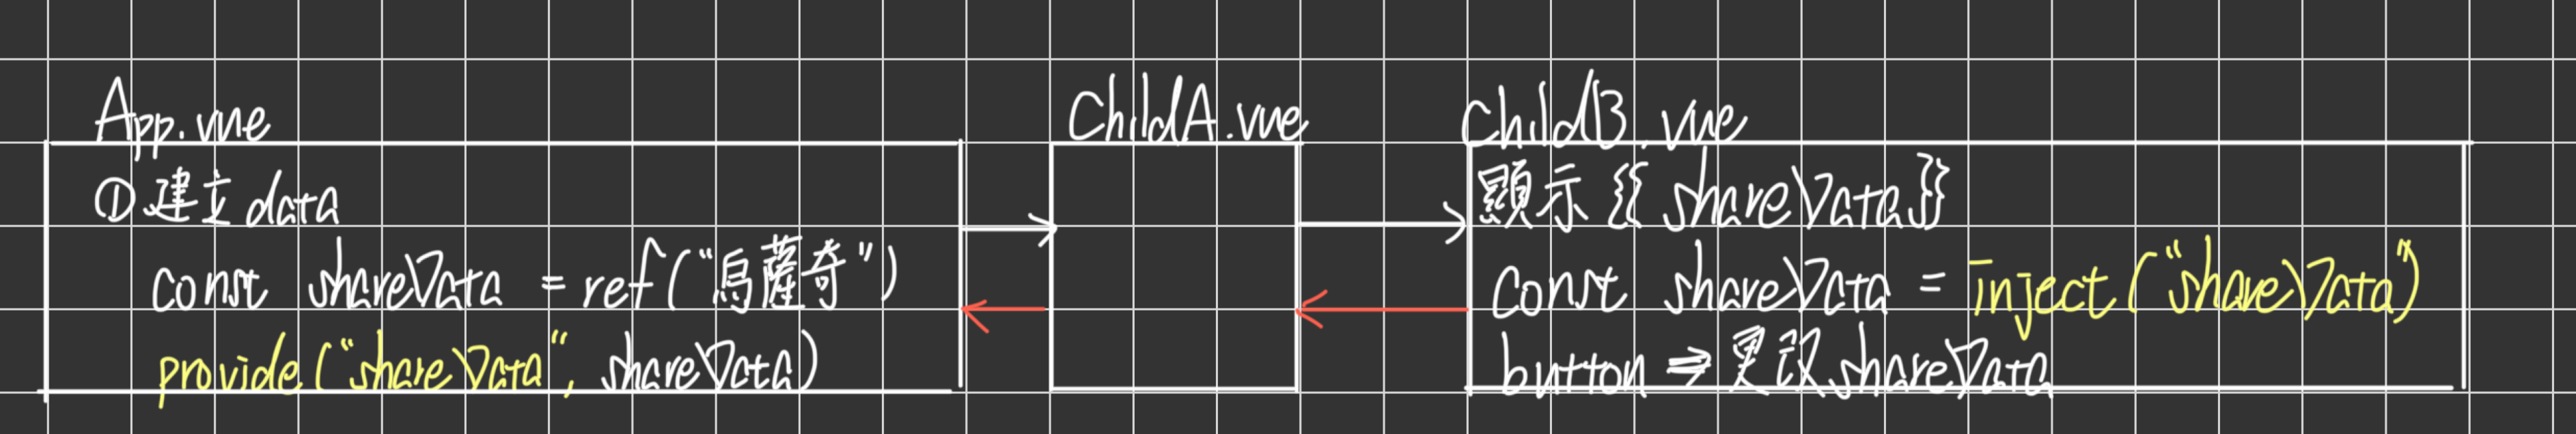 App.vue
①建立data
const shareData = ref("烏薩奇")
provide("shareData", shareData)
ChildA.vue
ChildB.vue
顯示{{ shareData}}
const shareData = inject("shareData")
button ⇒ 更改shareData